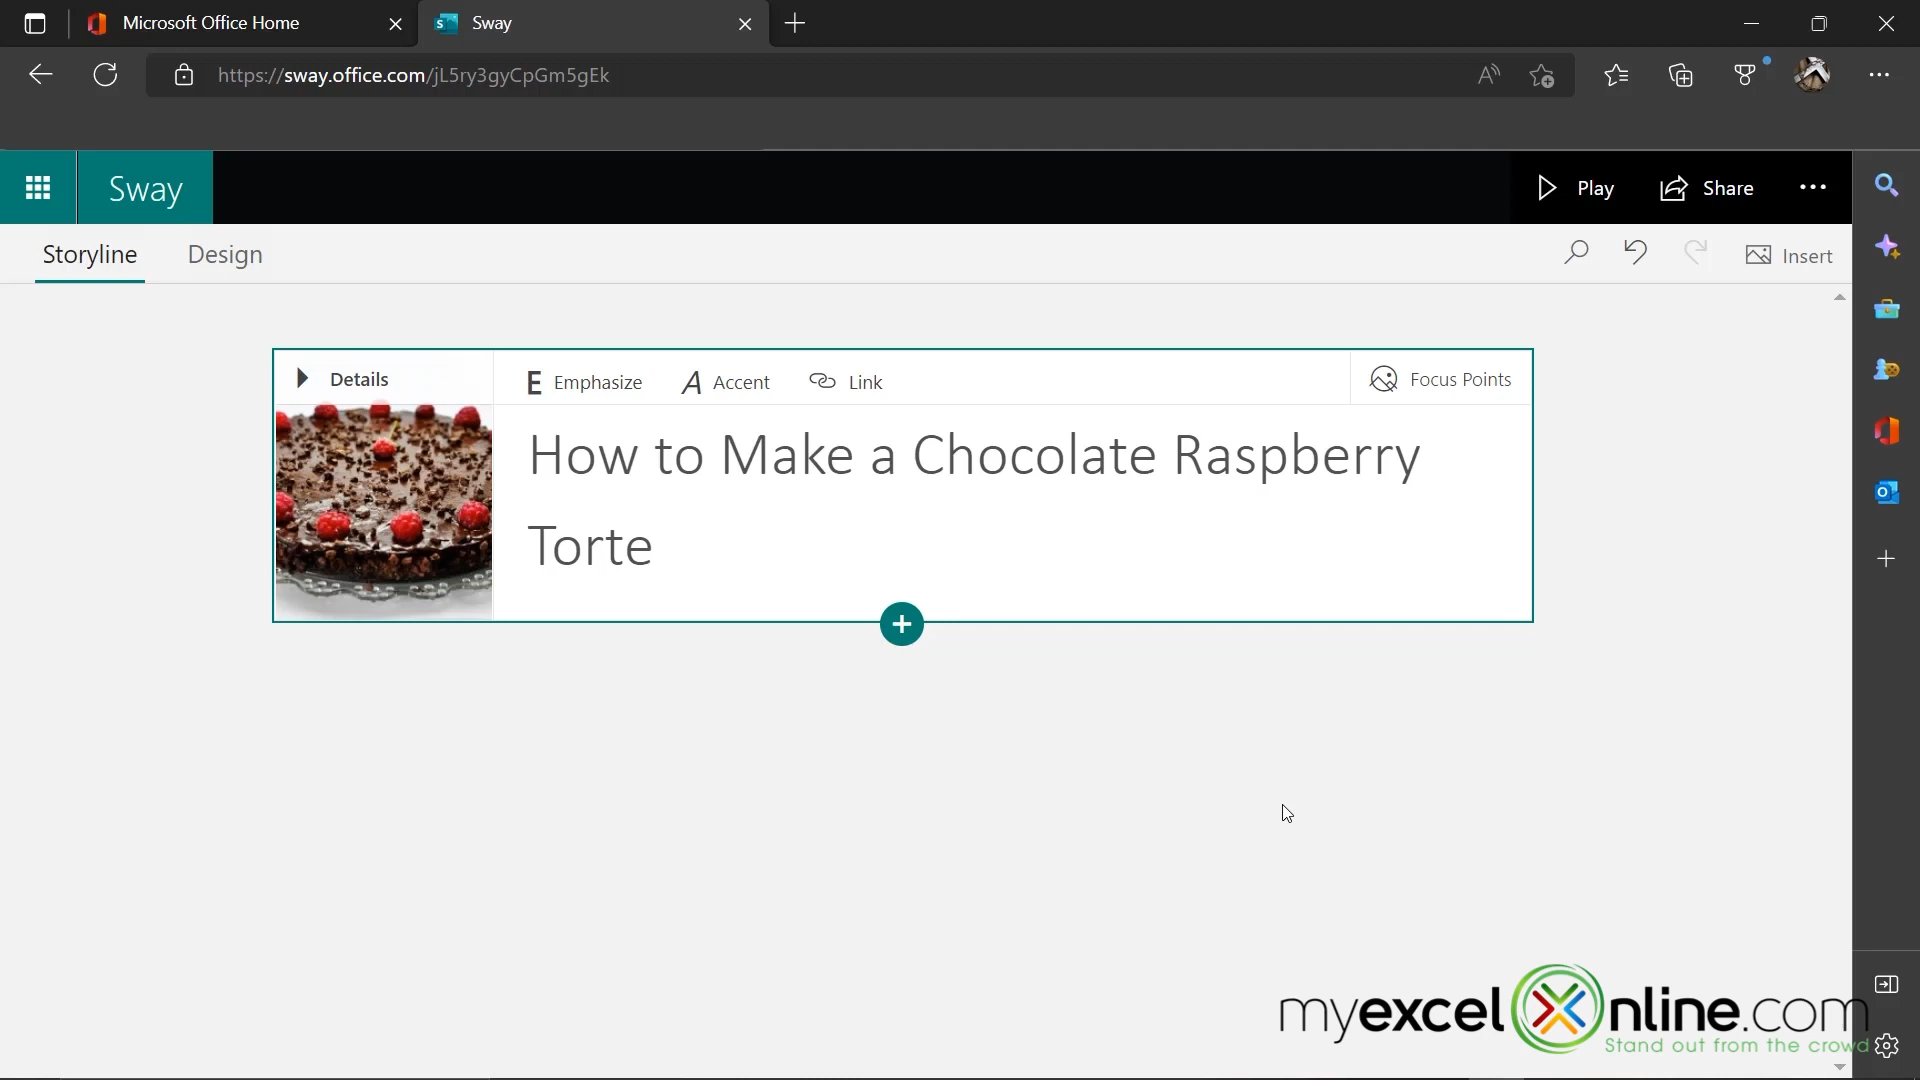 Microsoft Office Home
Sway
https://sway.office.com/jL5ry3gyCpGm5gEk
Sway
Play
Share
Storyline
Design
Insert
Details
E Emphasize
A Accent
Link
Focus Points
How to Make a Chocolate Raspberry
Torte
myexcelonline.com
Stand out from the crowd